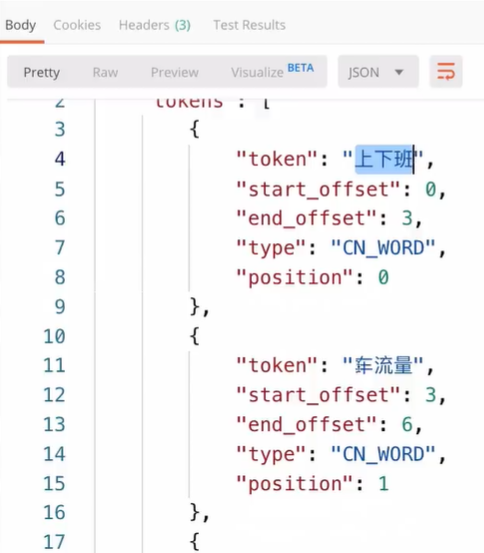 Body Cookies Headers (3) Test Results
Pretty Raw Preview Visualize BETA JSON
2 "tokens": [
3 {
4 "token": "上下班",
5 "start_offset": 0,
6 "end_offset": 3,
7 "type": "CN_WORD",
8 "position": 0
9 },
10 {
11 "token": "车流量",
12 "start_offset": 3,
13 "end_offset": 6,
14 "type": "CN_WORD",
15 "position": 1
16 },
17 {